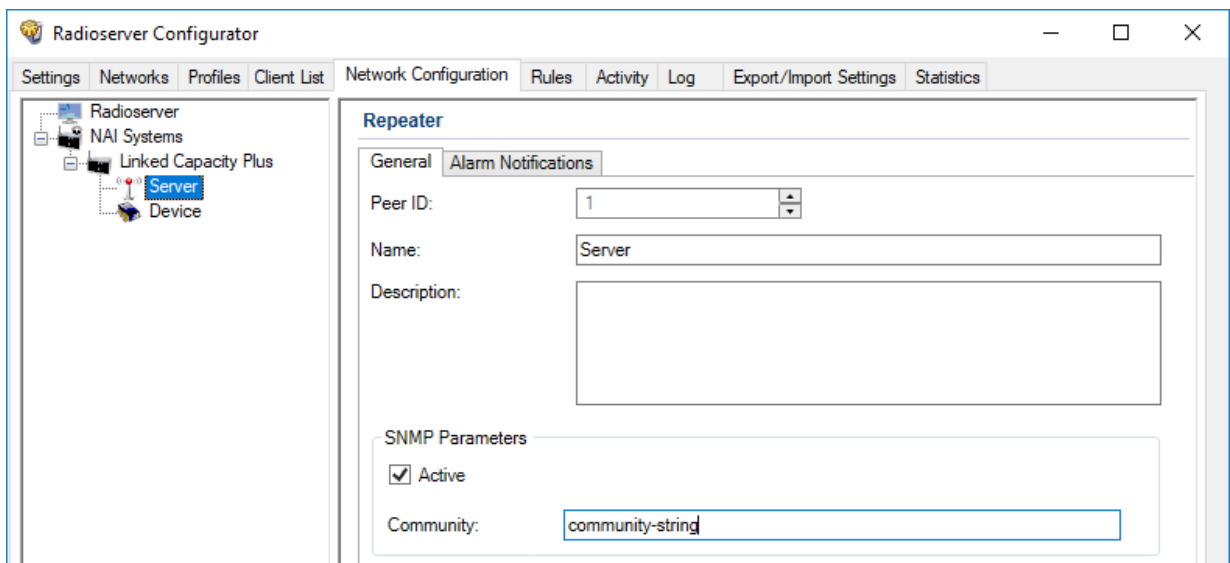 Radioserver Configurator
Settings Networks Profiles Client List Network Configuration Rules Activity Log Export/Import Settings Statistics
Radioserver
NAI Systems
Linked Capacity Plus
Server
Device
Repeater
General Alarm Notifications
Peer ID: 1
Name: Server
Description:
SNMP Parameters
Active
Community: community-string